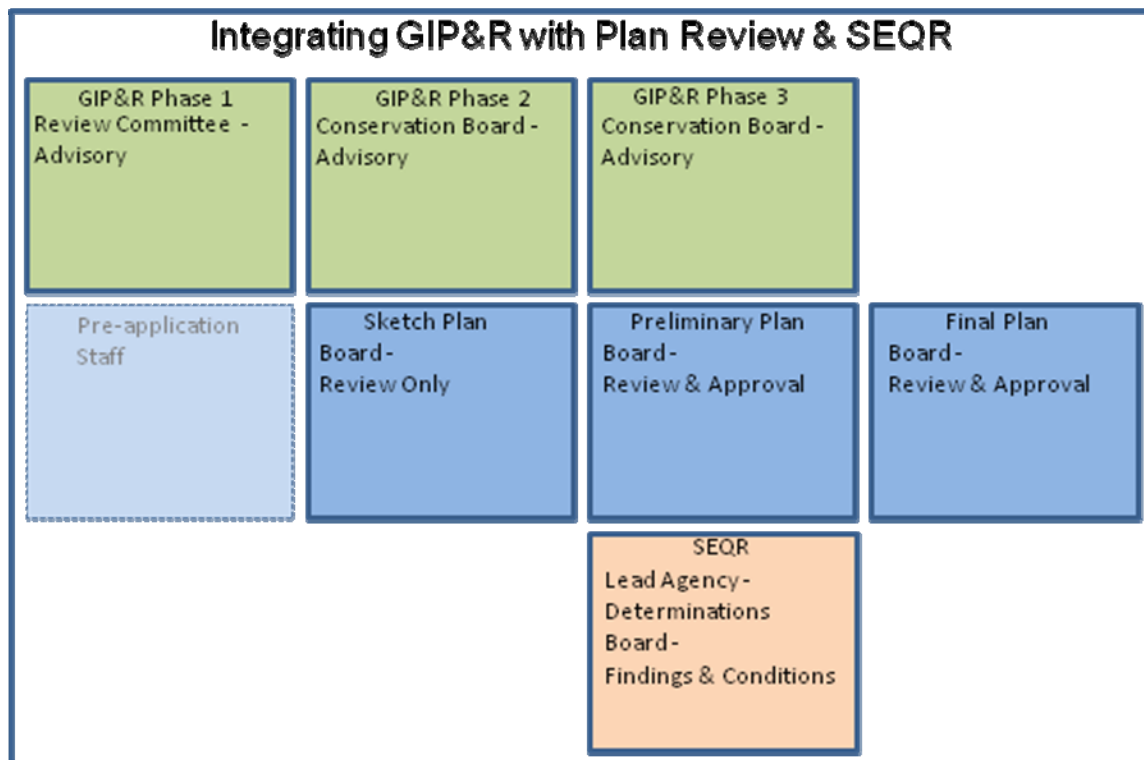 Integrating GIP&R with Plan Review & SEQR
GIP&R Phase 1
Review Committee -
Advisory
GIP&R Phase 2
Conservation Board -
Advisory
GIP&R Phase 3
Conservation Board -
Advisory
Pre-application
Staff
Sketch Plan
Board -
Review Only
Preliminary Plan
Board -
Review & Approval
Final Plan
Board -
Review & Approval
SEQR
Lead Agency -
Determinations
Board -
Findings & Conditions